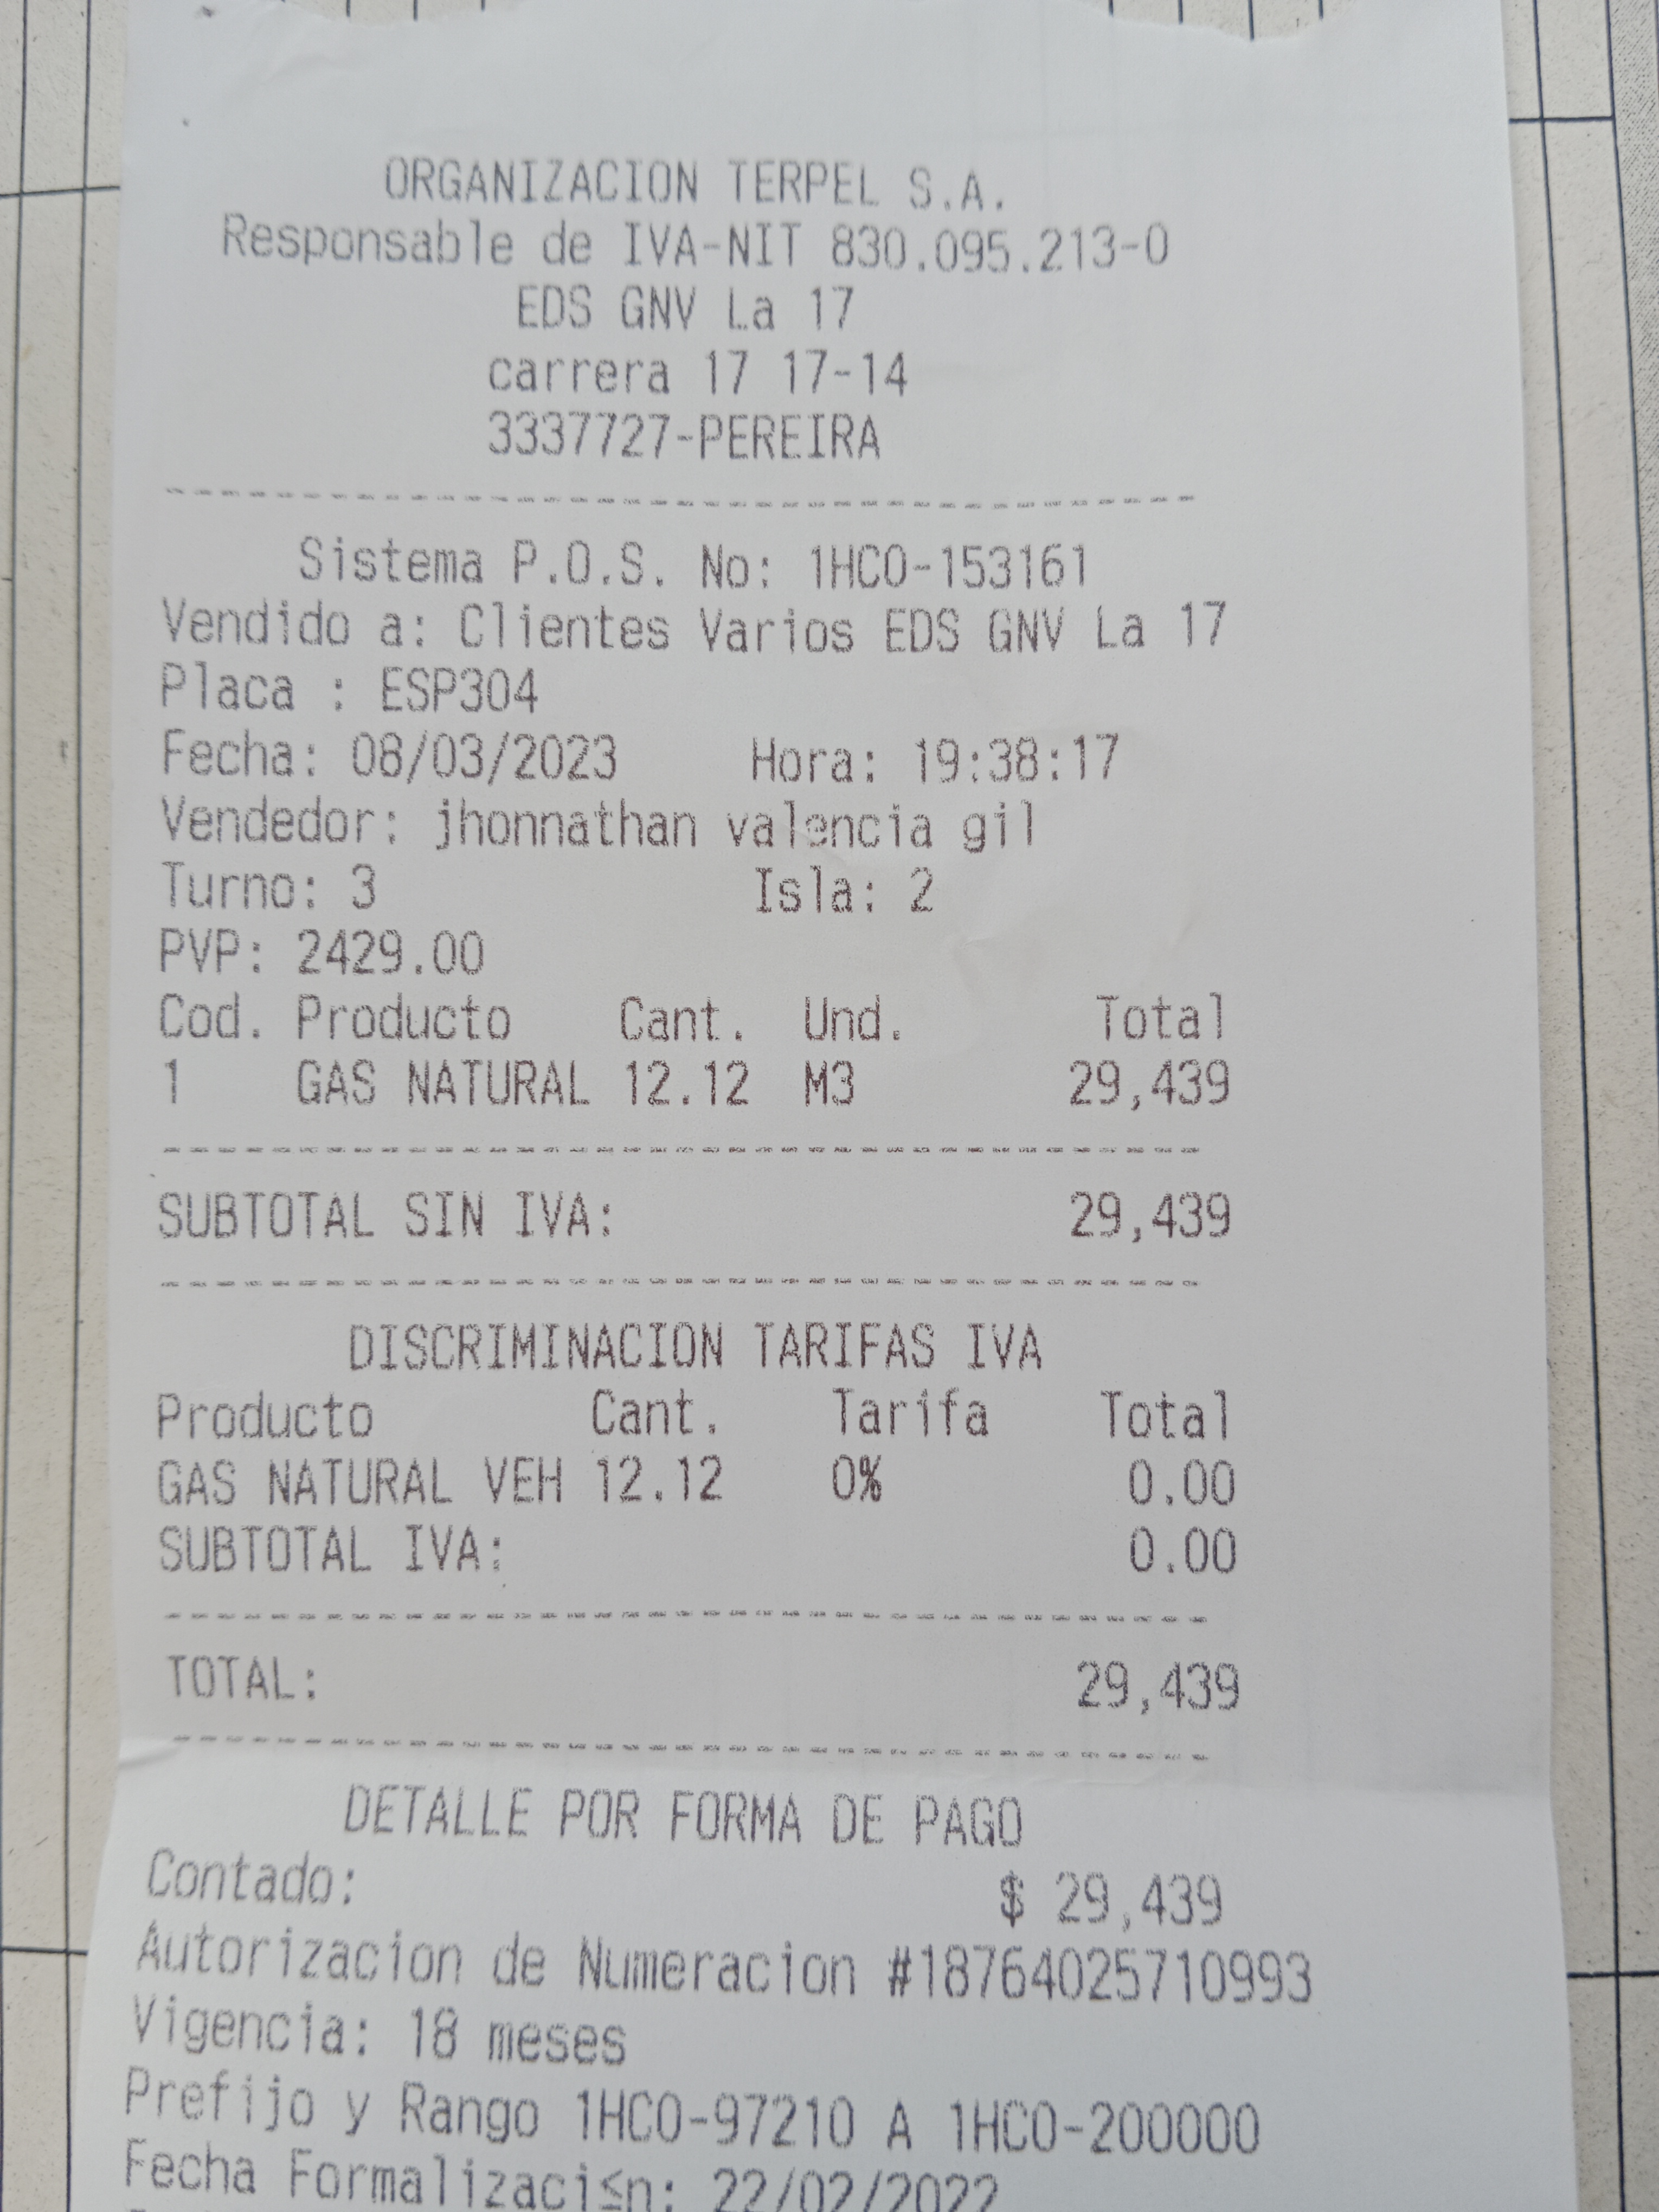 ORGANIZACION TERPEL S.A.
Responsable de IVA-NIT 830.095.213-0
EDS GNV La 17
carrera 17 17-14
3337727-PEREIRA
Sistema P.O.S. No: 1HCO-153161
Vendido a: Clientes Varios EDS GNV La 17
Placa : ESP304
Fecha: 08/03/2023 Hora: 19:38:17
Vendedor: jhonnathan valencia gil
Turno: 3 Isla: 2
PVP: 2429.00
Cod. Producto Cant. Und. Total
1 GAS NATURAL 12.12 M3 29,439
SUBTOTAL SIN IVA: 29,439
DISCRIMINACION TARIFAS IVA
Producto Cant. Tarifa Total
GAS NATURAL VEH 12.12 0% 0.00
SUBTOTAL IVA: 0.00
TOTAL: 29,439
DETALLE POR FORMA DE PAGO
Contado: $ 29,439
Autorizacion de Numeracion #18764025710993
Vigencia: 18 meses
Prefijo y Rango 1HCO-97210 A 1HCO-200000
Fecha Formalizaci≤n: 22/02/2022